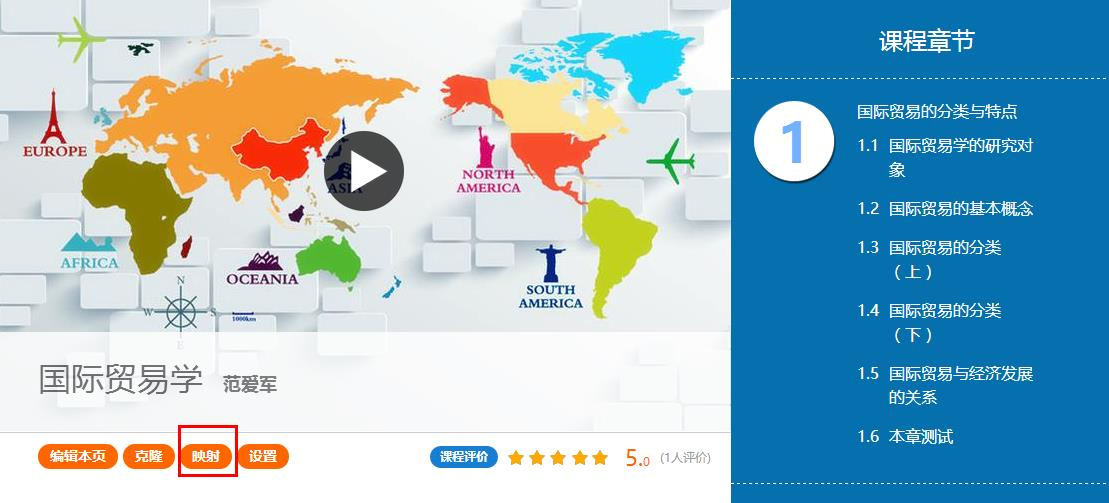 EUROPE
ASIA
NORTH
AMERICA
AFRICA
OCEANIA
SOUTH
AMERICA
N
W
S
E
1000km
国际贸易学 范爱军
编辑本页 克隆 映射 设置
课程评价 5.0 (1人评价)
课程章节
1
国际贸易的分类与特点
1.1 国际贸易学的研究对
象
1.2 国际贸易的基本概念
1.3 国际贸易的分类
（上）
1.4 国际贸易的分类
（下）
1.5 国际贸易与经济发展
的关系
1.6 本章测试